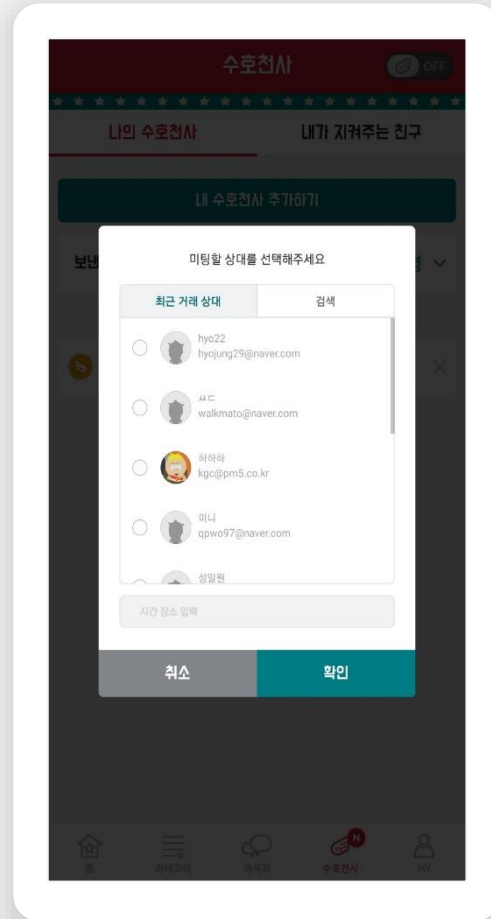 수호천사
OFF
나의 수호천사
내가 지켜주는 친구
내 수호천사 추가하기
보낸
미팅할 상대를 선택해주세요
최근 거래 상대
검색
hyo22
hyojung29@naver.com
ㅆㄷ
walkmato@naver.com
하하하
kgc@pm5.co.kr
미니
qpwo97@naver.com
성일원
시간 장소 입력
취소
확인
N
홈
카테고리
메시지
수호천사
MY